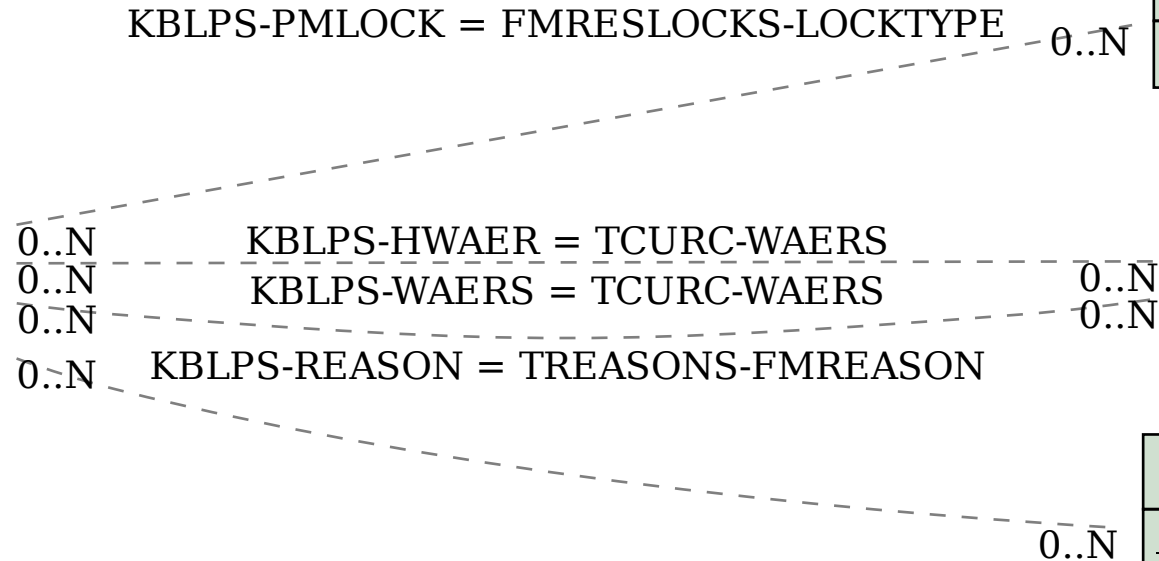 KBLPS-PMLOCK = FMRESLOCKS-LOCKTYPE
0..N
0..N
KBLPS-HWAER = TCURC-WAERS
0..N
KBLPS-WAERS = TCURC-WAERS
0..N
0..N
0..N
0..N
KBLPS-REASON = TREASONS-FMREASON
0..N